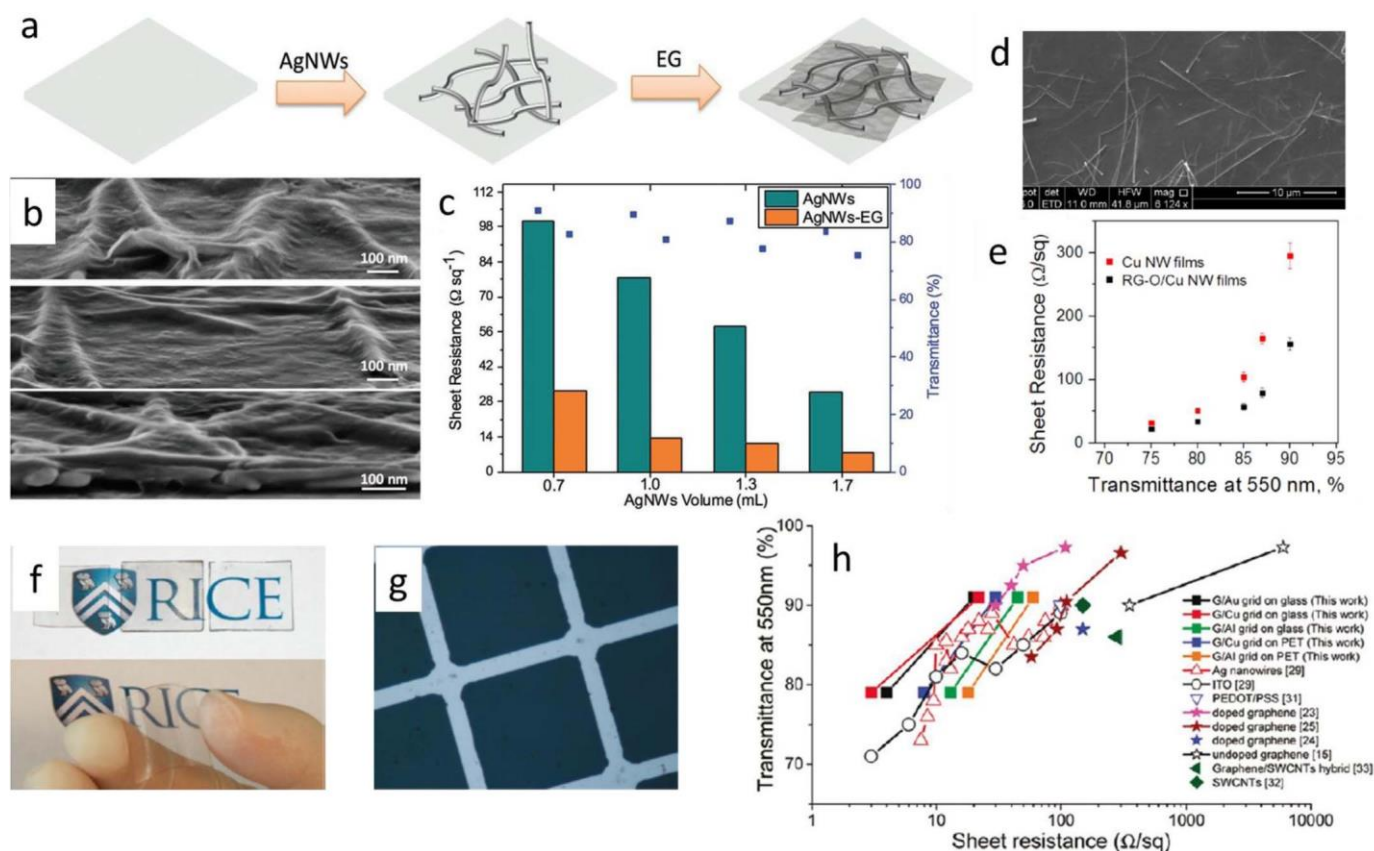 a
AgNWs
EG
b
100 nm
100 nm
100 nm
c
AgNWs
AgNWs-EG
Sheet Resistance (Ω sq⁻¹)
112
98
84
70
56
42
28
14
0
100
80
60
40
20
0
Transmittance (%)
0.7 1.0 1.3 1.7
AgNWs Volume (mL)
d
det WD HFW mag
ETD 11.0 mm 41.8 µm 6 124 x
10 µm
e
Cu NW films
RG-O/Cu NW films
Sheet Resistance (Ω/sq)
300
150
100
50
0
70 75 80 85 90 95
Transmittance at 550 nm, %
f
RICE
RICE
g
h
Transmittance at 550nm (%)
100
90
80
70
G/Au grid on glass (This work)
G/Cu grid on glass (This work)
G/Al grid on glass (This work)
G/Cu grid on PET (This work)
G/Al grid on PET (This work)
Ag nanowires [29]
ITO [29]
PEDOT/PSS [31]
doped graphene [23]
doped graphene [25]
doped graphene [24]
undoped graphene [15]
Graphene/SWCNTs hybrid [33]
SWCNTs [32]
1 10 100 1000 10000
Sheet resistance (Ω/sq)